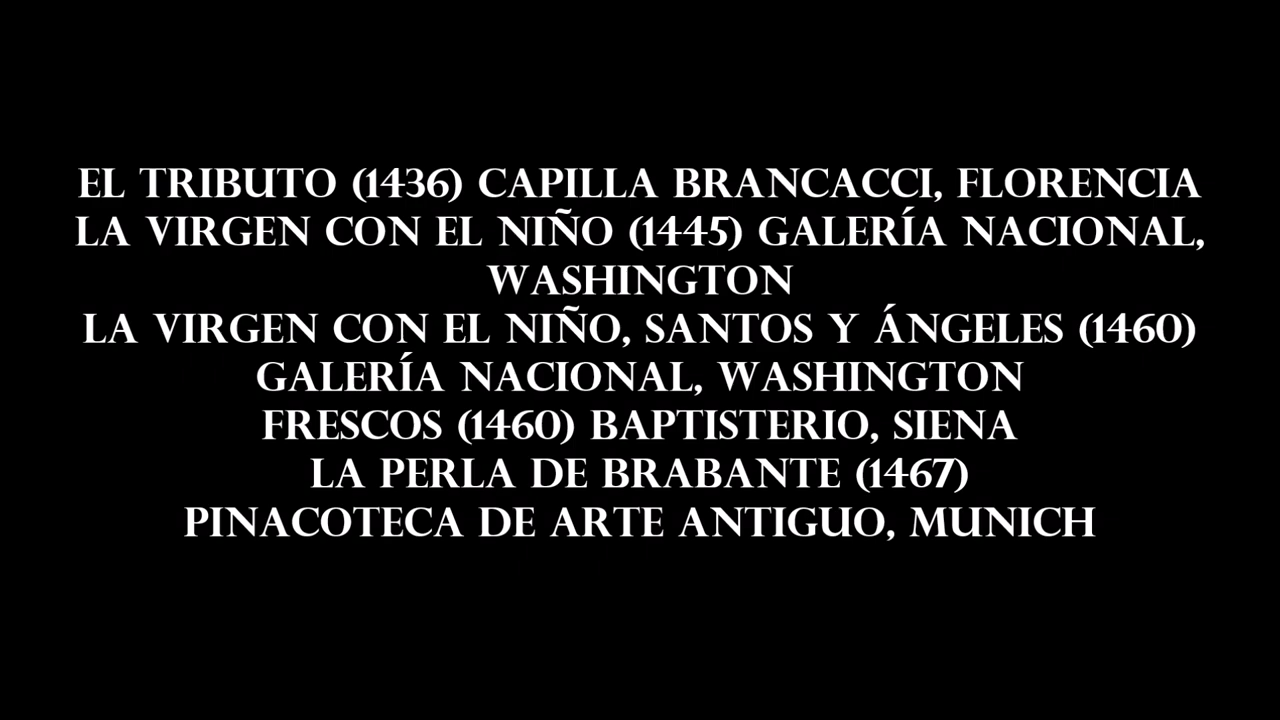 EL TRIBUTO (1436) CAPILLA BRANCACCI, FLORENCIA
LA VIRGEN CON EL NIÑO (1445) GALERÍA NACIONAL,
WASHINGTON
LA VIRGEN CON EL NIÑO, SANTOS Y ÁNGELES (1460)
GALERÍA NACIONAL, WASHINGTON
FRESCOS (1460) BAPTISTERIO, SIENA
LA PERLA DE BRABANTE (1467)
PINACOTECA DE ARTE ANTIGUO, MUNICH